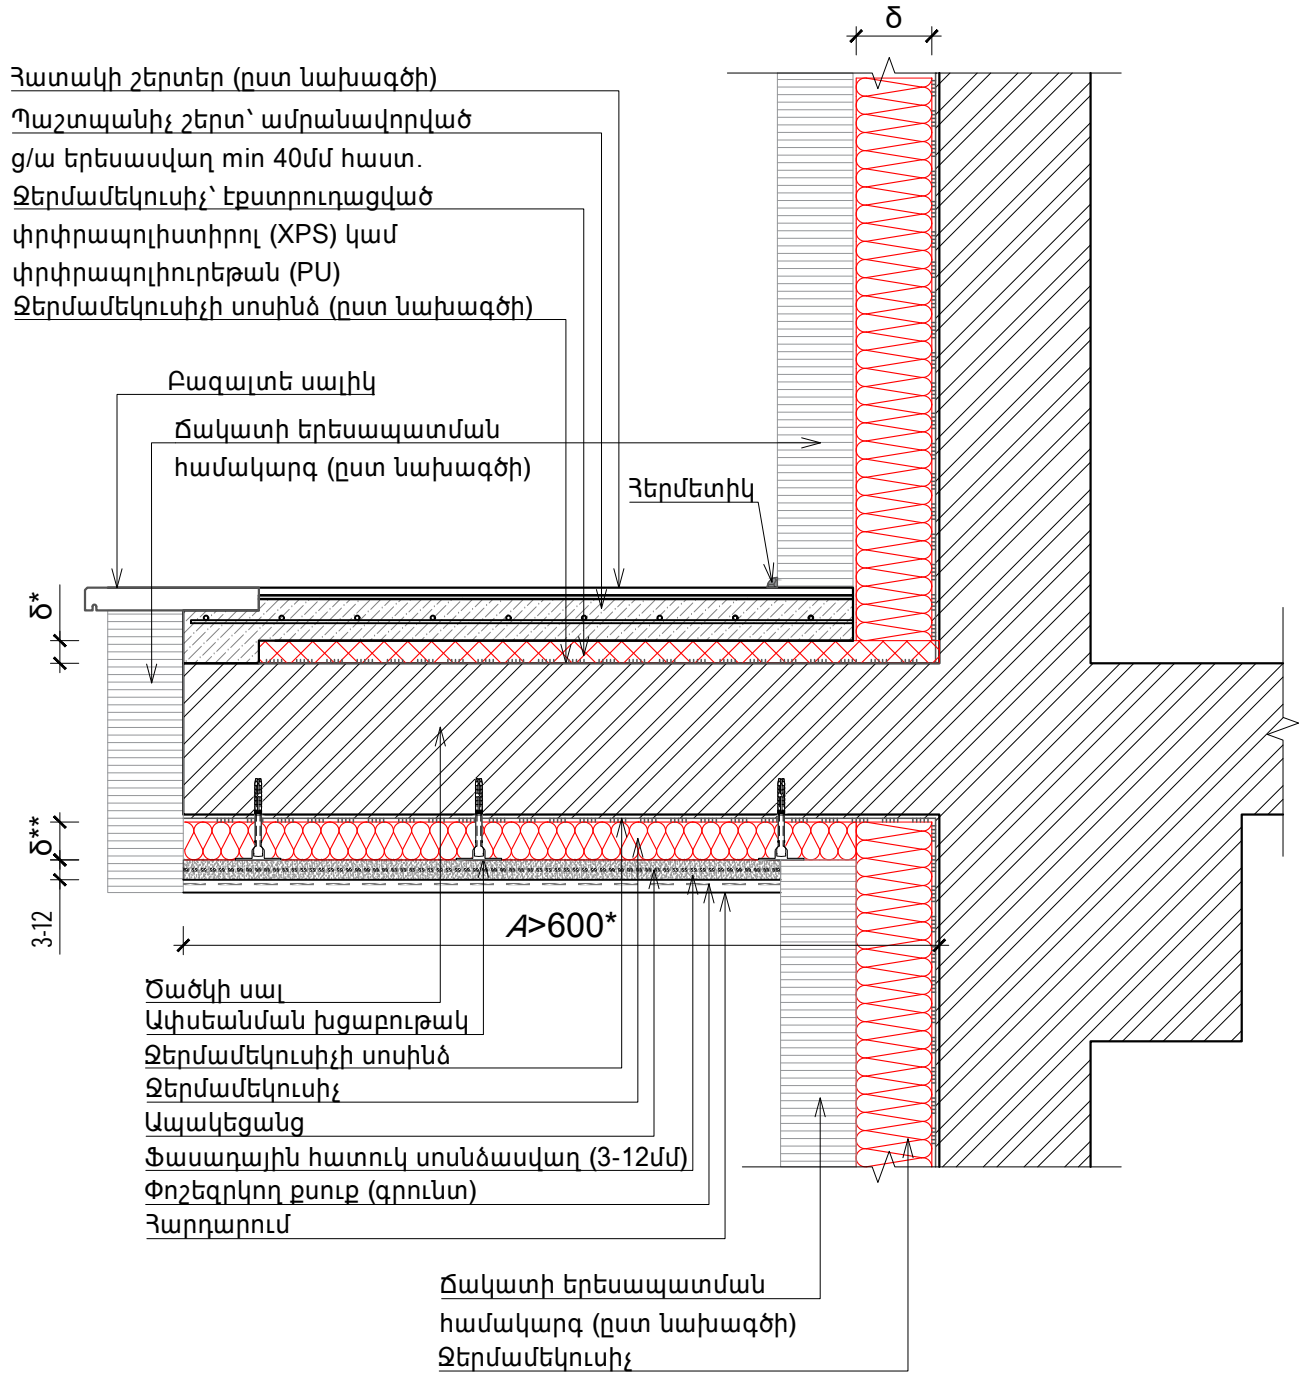 δ
Հատակի շերտեր (ըստ նախագծի)
Պաշտպանիչ շերտ՝ ամրանավորված
ց/ա երեսասվաղ min 40մմ հաստ.
Ջերմամեկուսիչ՝ էքստրուդացված
փրփրապոլիստիրոլ (XPS) կամ
փրփրապոլիուրեթան (PU)
Ջերմամեկուսիչի սոսինձ (ըստ նախագծի)
Բազալտե սալիկ
Ճակատի երեսապատման
համակարգ (ըստ նախագծի)
Հերմետիկ
δ*
δ**
3-12
A>600*
Ծածկի սալ
Ափսեանման խցաբութակ
Ջերմամեկուսիչի սոսինձ
Ջերմամեկուսիչ
Ապակեցանց
Ֆասադային հատուկ սոսնձասվաղ (3-12մմ)
Փոշեզրկող քսուք (գրունտ)
Հարդարում
Ճակատի երեսապատման
համակարգ (ըստ նախագծի)
Ջերմամեկուսիչ